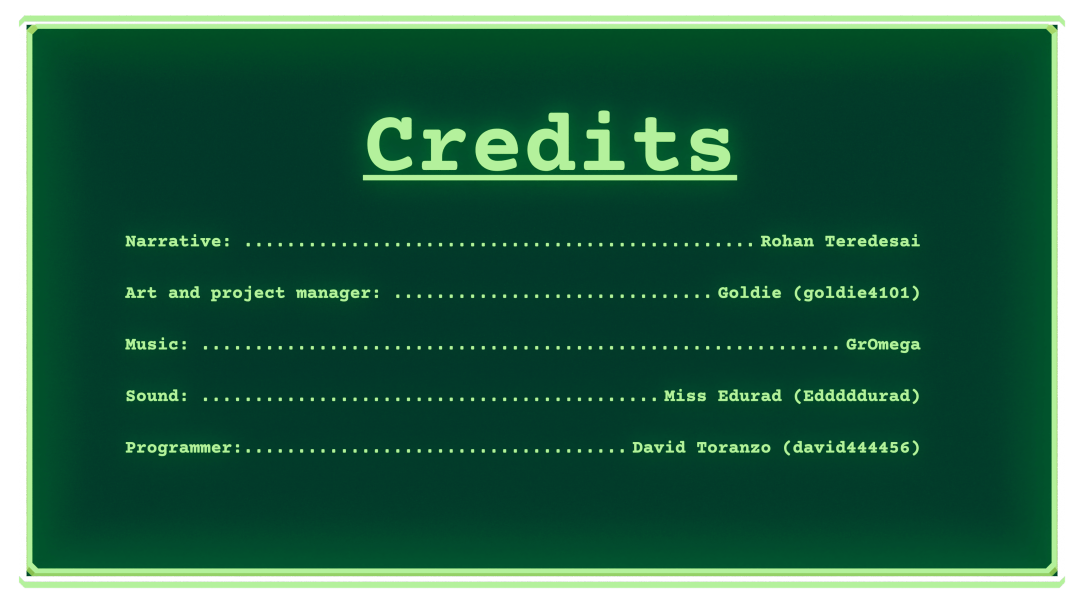 Credits
Narrative: ................................................ Rohan Teredesai
Art and project manager: .............................. Goldie (goldie4101)
Music: ............................................................ GrOmega
Sound: ........................................... Miss Edurad (Edddddurad)
Programmer:.................................... David Toranzo (david444456)